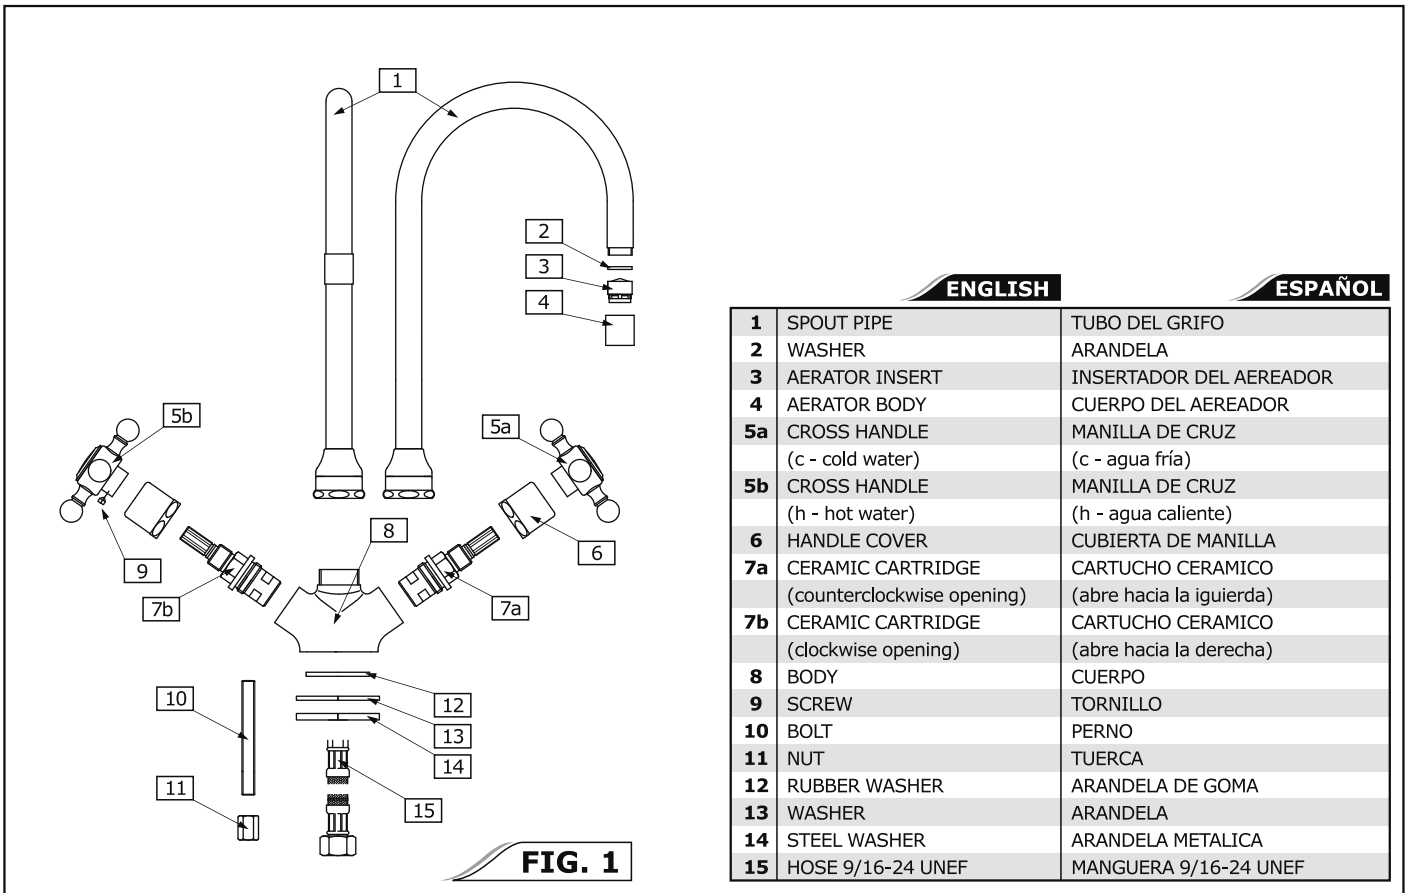 1
2
3
4
5b
5a
6
8
9
7b
7a
10
12
13
14
11
15
FIG. 1
ENGLISH ESPAÑOL
1 SPOUT PIPE TUBO DEL GRIFO
2 WASHER ARANDELA
3 AERATOR INSERT INSERTADOR DEL AEREADOR
4 AERATOR BODY CUERPO DEL AEREADOR
5a CROSS HANDLE MANILLA DE CRUZ
(c - cold water) (c - agua fría)
5b CROSS HANDLE MANILLA DE CRUZ
(h - hot water) (h - agua caliente)
6 HANDLE COVER CUBIERTA DE MANILLA
7a CERAMIC CARTRIDGE CARTUCHO CERAMICO
(counterclockwise opening) (abre hacia la iguierda)
7b CERAMIC CARTRIDGE CARTUCHO CERAMICO
(clockwise opening) (abre hacia la derecha)
8 BODY CUERPO
9 SCREW TORNILLO
10 BOLT PERNO
11 NUT TUERCA
12 RUBBER WASHER ARANDELA DE GOMA
13 WASHER ARANDELA
14 STEEL WASHER ARANDELA METALICA
15 HOSE 9/16-24 UNEF MANGUERA 9/16-24 UNEF